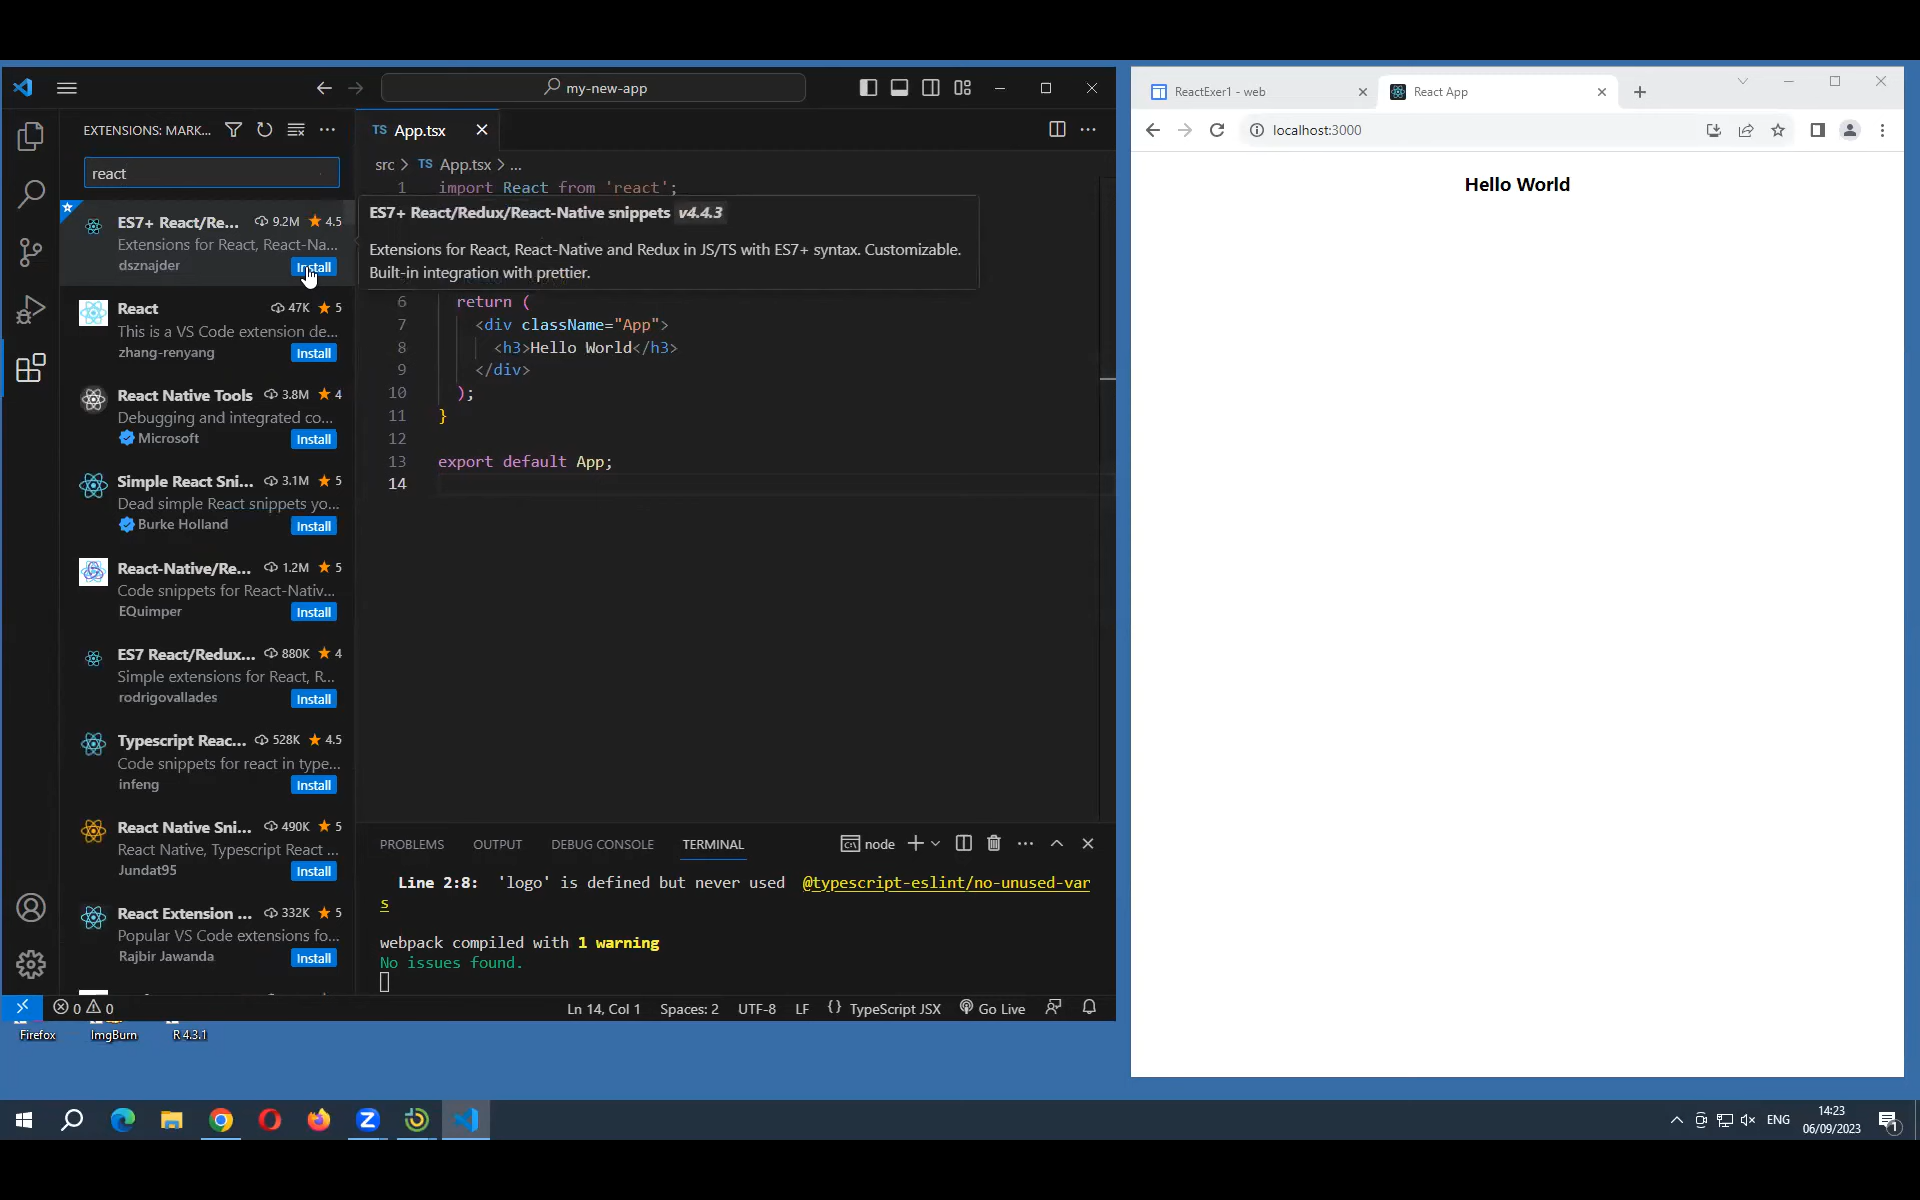 my-new-app
EXTENSIONS: MARK...
react
ES7+ React/Re... 9.2M 4.5
Extensions for React, React-Na...
dsznajder Install
React 47K 5
This is a VS Code extension de...
zhang-renyang Install
React Native Tools 3.8M 4
Debugging and integrated co...
Microsoft Install
Simple React Sni... 3.1M 5
Dead simple React snippets yo...
Burke Holland Install
React-Native/Re... 1.2M 5
Code snippets for React-Nativ...
EQuimper Install
ES7 React/Redux... 880K 4
Simple extensions for React, R...
rodrigovallades Install
Typescript Reac... 528K 4.5
Code snippets for react in type...
infeng Install
React Native Sni... 490K 5
React Native, Typescript React ...
Jundat95 Install
React Extension ... 332K 5
Popular VS Code extensions fo...
Rajbir Jawanda Install
TS App.tsx
src > TS App.tsx > ...
1 import React from 'react';
ES7+ React/Redux/React-Native snippets v4.4.3
Extensions for React, React-Native and Redux in JS/TS with ES7+ syntax. Customizable.
Built-in integration with prettier.
6 return (
7 <div className="App">
8 <h3>Hello World</h3>
9 </div>
10 );
11 }
12
13 export default App;
14
PROBLEMS OUTPUT DEBUG CONSOLE TERMINAL node
Line 2:8: 'logo' is defined but never used @typescript-eslint/no-unused-var
s
webpack compiled with 1 warning
No issues found.
0 0 Ln 14, Col 1 Spaces: 2 UTF-8 LF {} TypeScript JSX Go Live
ReactExer1 - web
React App
localhost:3000
Hello World
Firefox ImgBurn R 4.3.1
ENG
14:23
06/09/2023
1